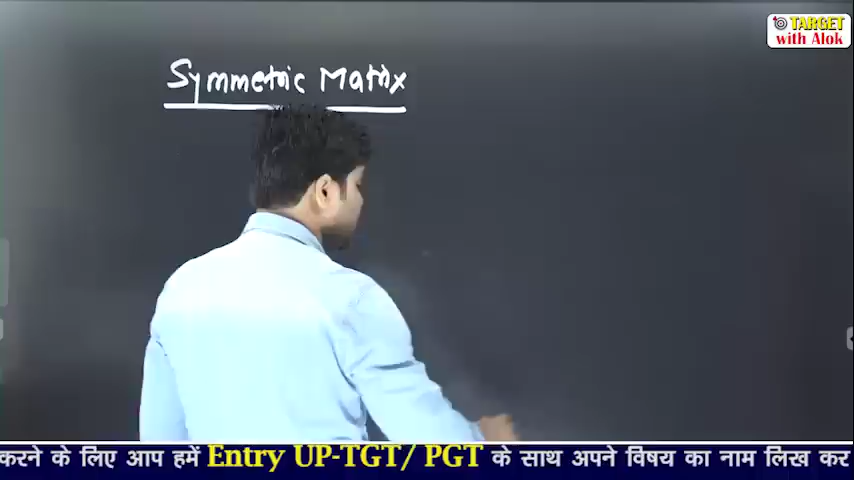 TARGET
with Alok
Symmetric Matrix
करने के लिए आप हमें Entry UP-TGT/ PGT के साथ अपने विषय का नाम लिख कर